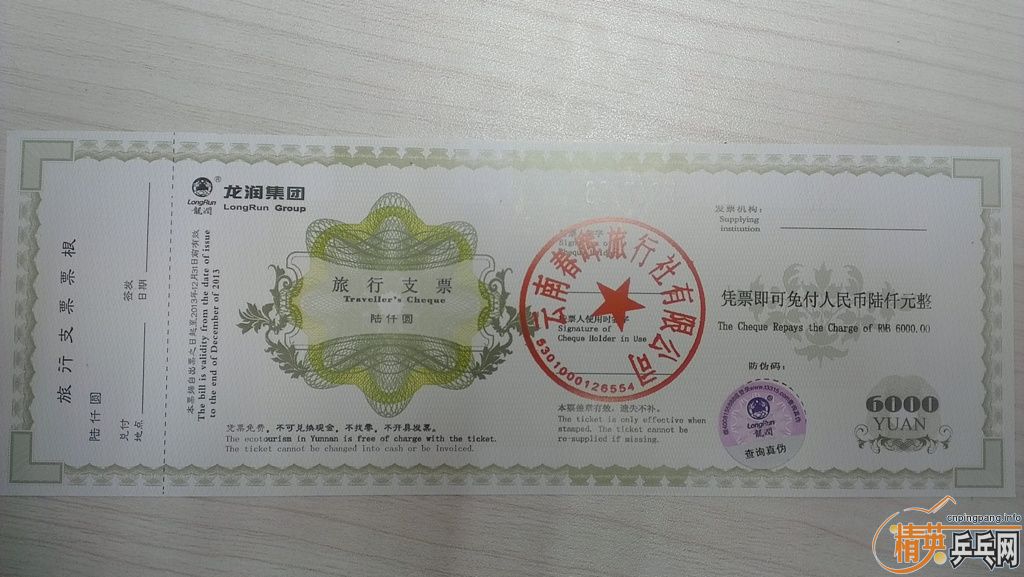 旅行支票票根
签发
日期
陆仟圆
兑付
地点
LongRun
龍潤
®
龙润集团
LongRun Group
本票据自出票之日起至2013年12月31日前有效
The bill is validity from the date of issue
to the end of December of 2013
旅行支票
Traveller's Cheque
陆仟圆
凭票免费，不可兑换现金，不找零，不开具发票。
The ecotourism in Yunnan is free of charge with the ticket.
The ticket cannot be changed into cash or be Invoiced.
云南春辉旅行社有限公司
5301000126554
Signature of
Cheque Holder in Use
本票盖章有效，遗失不补。
The ticket is only effective when
stamped. The ticket cannot be
re-supplied if missing.
发票机构：
Supplying
institution
凭票即可免付人民币陆仟元整
The Cheque Repays the Charge of RMB 6000.00
防伪码：
LongRun
龍潤
查询真伪
6000
YUAN
cnpingpang.info
精英乒乓网